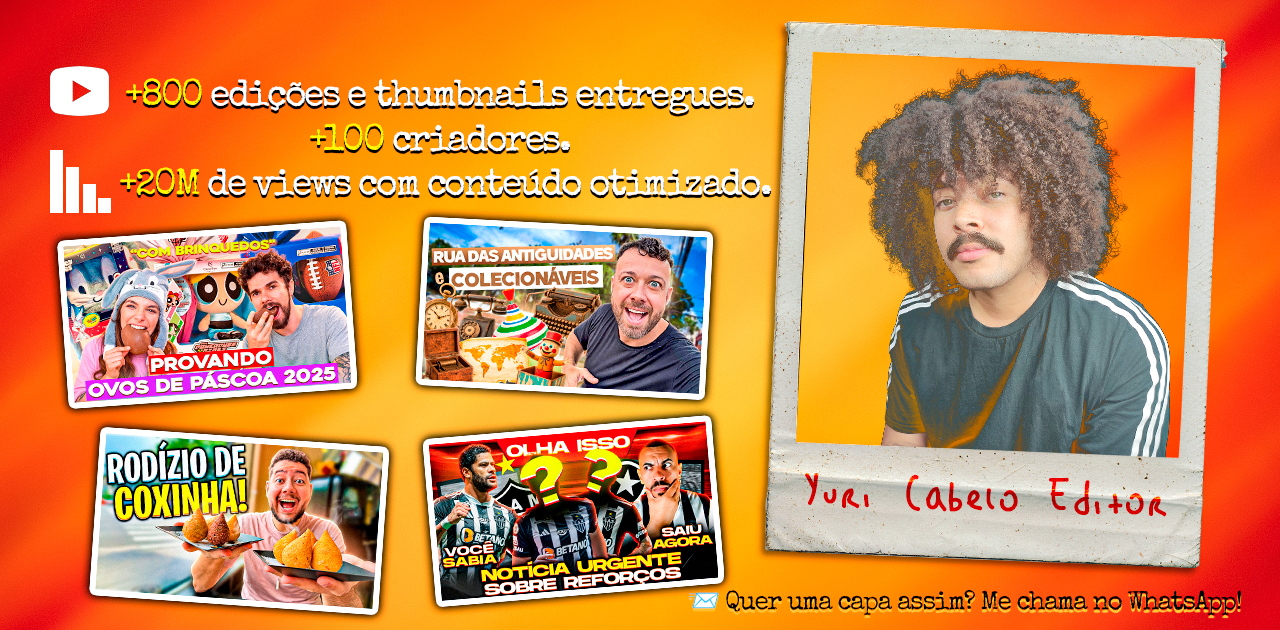 +800 edições e thumbnails entregues.
+100 criadores.
+20M de views com conteúdo otimizado.
"COM BRINQUEDOS"
PROVANDO
OVOS DE PÁSCOA 2025
RUA DAS ANTIGUIDADES
e COLECIONÁVEIS
RODÍZIO DE
COXINHA!
OLHA ISSO
? ?
BETANO
BETANO
VOCÊ
SABIA
SAIU
AGORA
NOTÍCIA URGENTE
SOBRE REFORÇOS
Yuri Cabelo Editor
Quer uma capa assim? Me chama no WhatsApp!